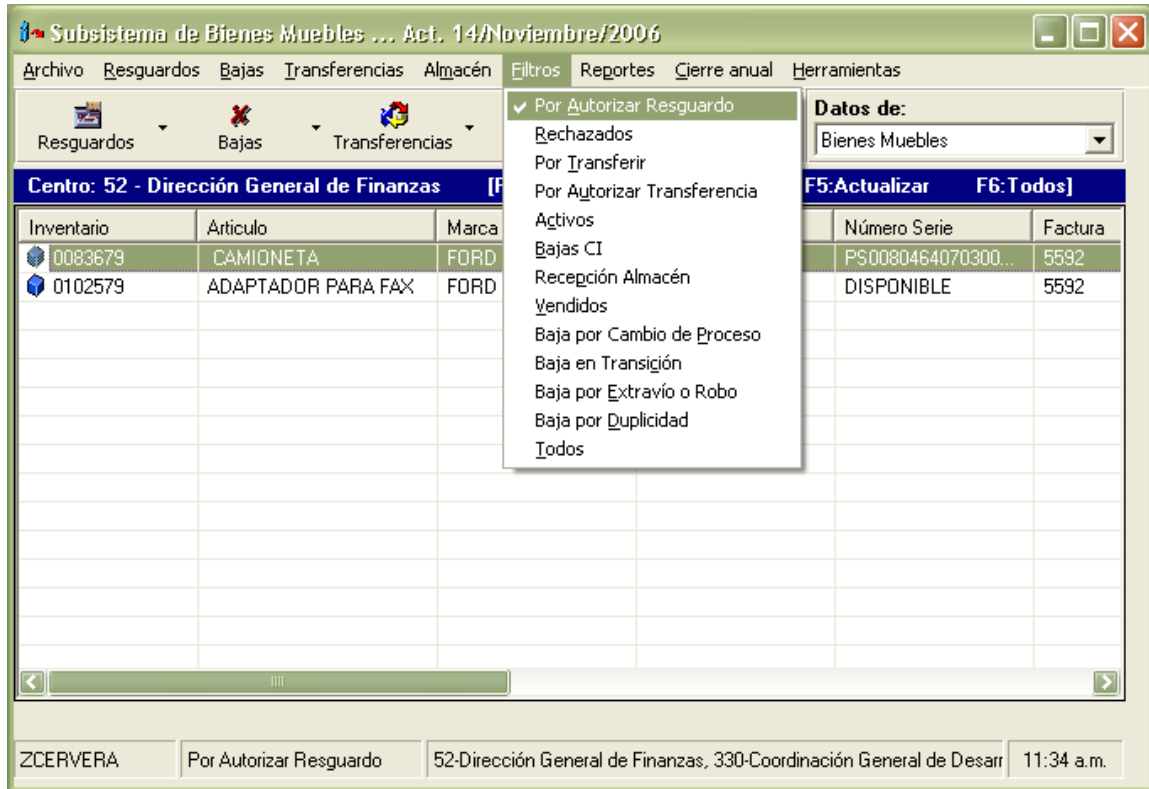 Subsistema de Bienes Muebles ... Act. 14/Noviembre/2006
Archivo Resguardos Bajas Transferencias Almacén Filtros Reportes Cierre anual Herramientas
Resguardos Bajas Transferencias
Datos de:
Bienes Muebles
Por Autorizar Resguardo
Rechazados
Por Transferir
Por Autorizar Transferencia
Activos
Bajas CI
Recepción Almacén
Vendidos
Baja por Cambio de Proceso
Baja en Transición
Baja por Extravío o Robo
Baja por Duplicidad
Todos
Centro: 52 - Dirección General de Finanzas F5:Actualizar F6:Todos]
Inventario Articulo Marca Número Serie Factura
0083679 CAMIONETA FORD PS0080464070300... 5592
0102579 ADAPTADOR PARA FAX FORD DISPONIBLE 5592
ZCERVERA Por Autorizar Resguardo 52-Dirección General de Finanzas, 330-Coordinación General de Desarr 11:34 a.m.